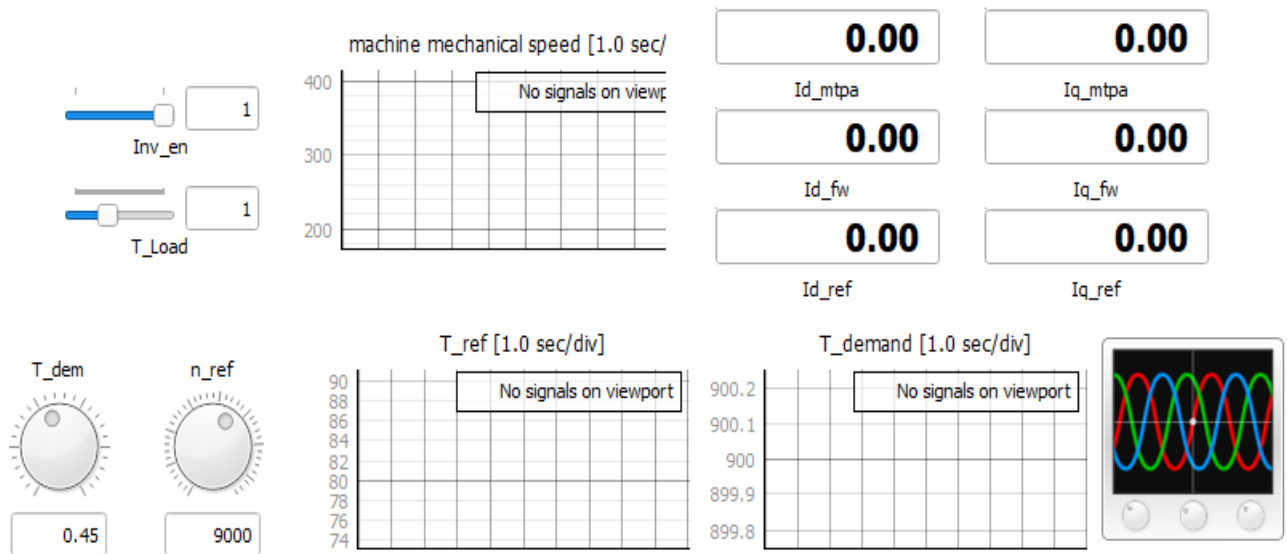 machine mechanical speed [1.0 sec/
400
No signals on viewp
300
200
1
Inv_en
1
T_Load
0.00
0.00
Id_mtpa
Iq_mtpa
0.00
0.00
Id_fw
Iq_fw
0.00
0.00
Id_ref
Iq_ref
T_dem
n_ref
0.45
9000
T_ref [1.0 sec/div]
No signals on viewport
90
88
86
84
82
80
78
76
74
T_demand [1.0 sec/div]
No signals on viewport
900.2
900.1
900
899.9
899.8